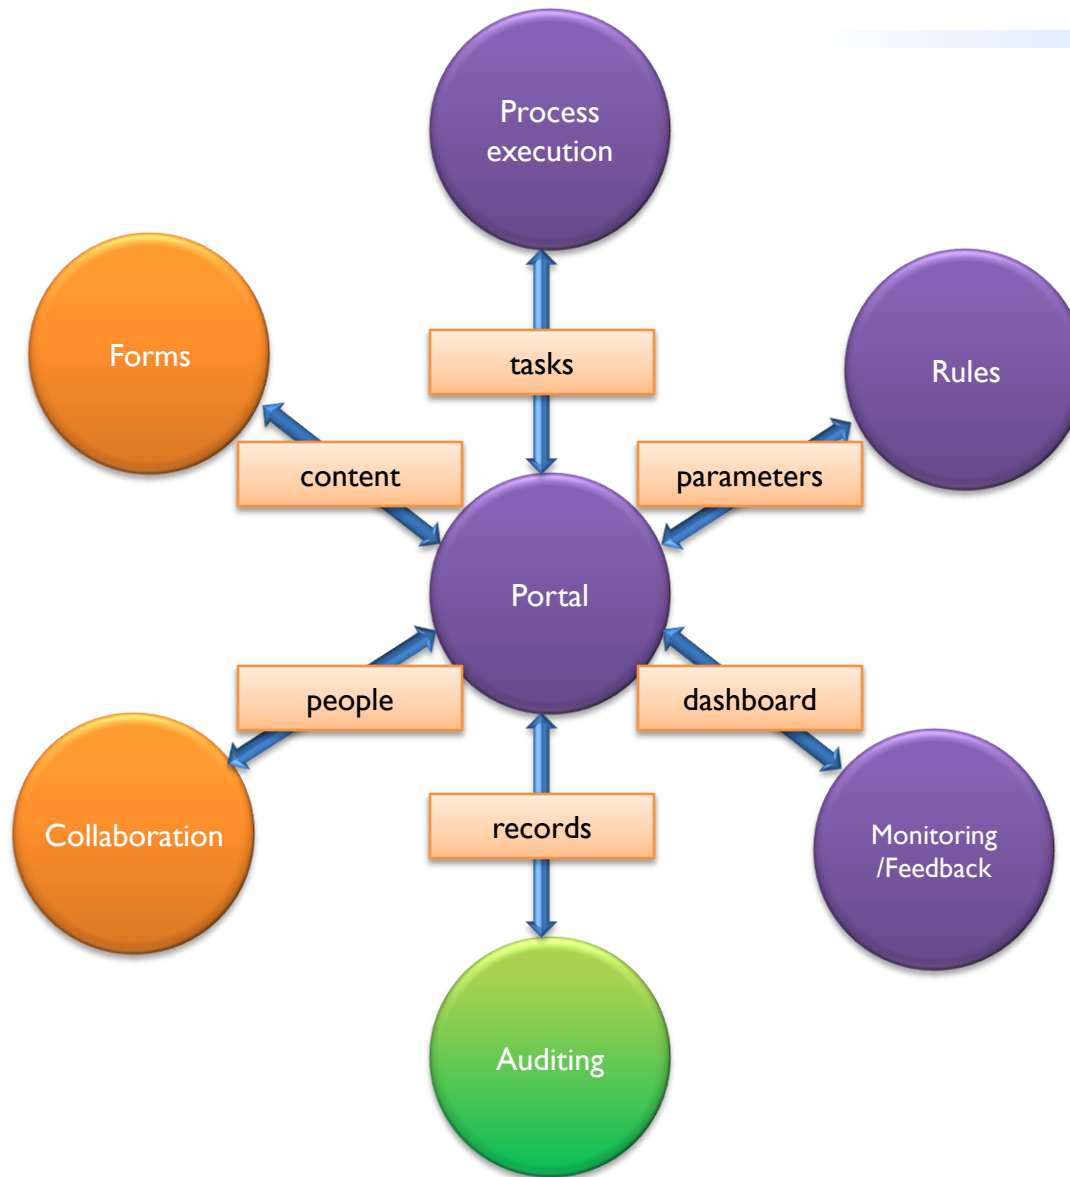 Process
execution
Forms
tasks
Rules
content
parameters
Portal
people
dashboard
Collaboration
records
Monitoring
/Feedback
Auditing